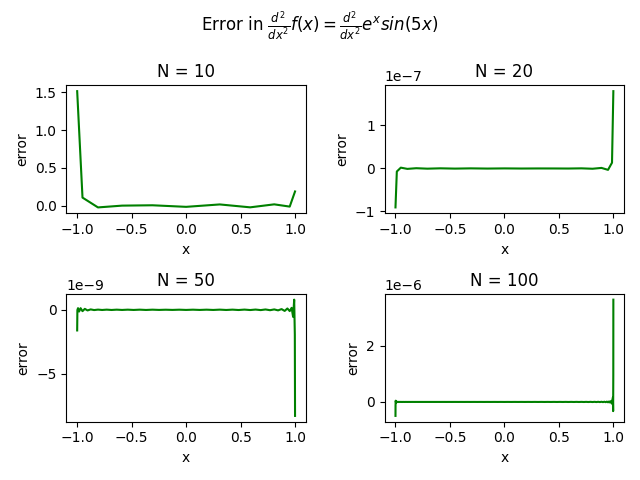 Error in d²/dx² f(x) = d²/dx² eˣsin(5x)
N = 10
1.5
1.0
0.5
0.0
error
−1.0 −0.5 0.0 0.5 1.0
x
N = 20
1e−7
1
0
−1
error
−1.0 −0.5 0.0 0.5 1.0
x
N = 50
1e−9
0
−5
error
−1.0 −0.5 0.0 0.5 1.0
x
N = 100
1e−6
2
0
error
−1.0 −0.5 0.0 0.5 1.0
x